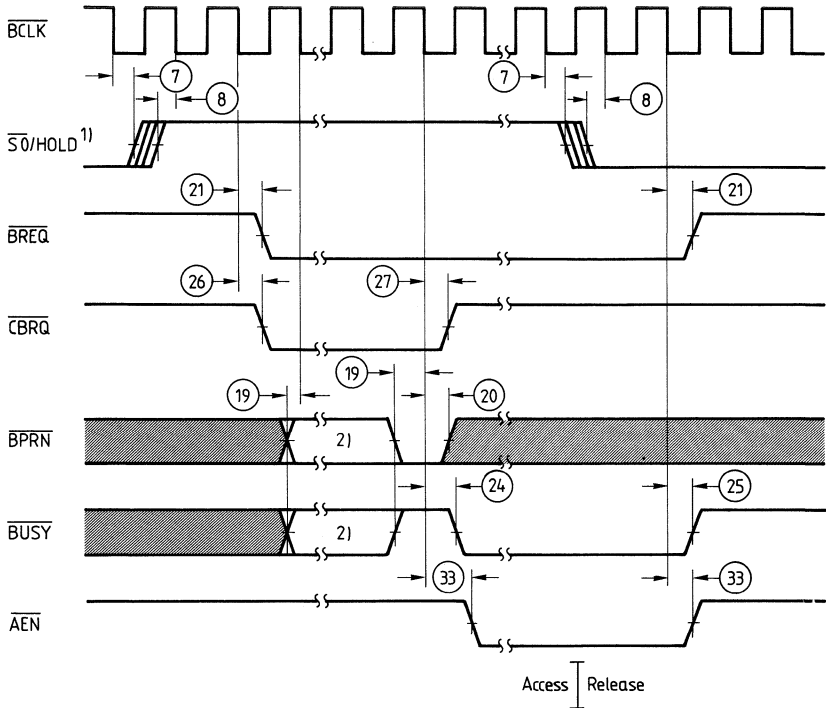 BCLK
7
8
7
8
S0/HOLD 1)
21
21
BREQ
26
27
CBRQ
19
19
20
BPRN
2)
24
25
BUSY
2)
33
33
AEN
Access Release